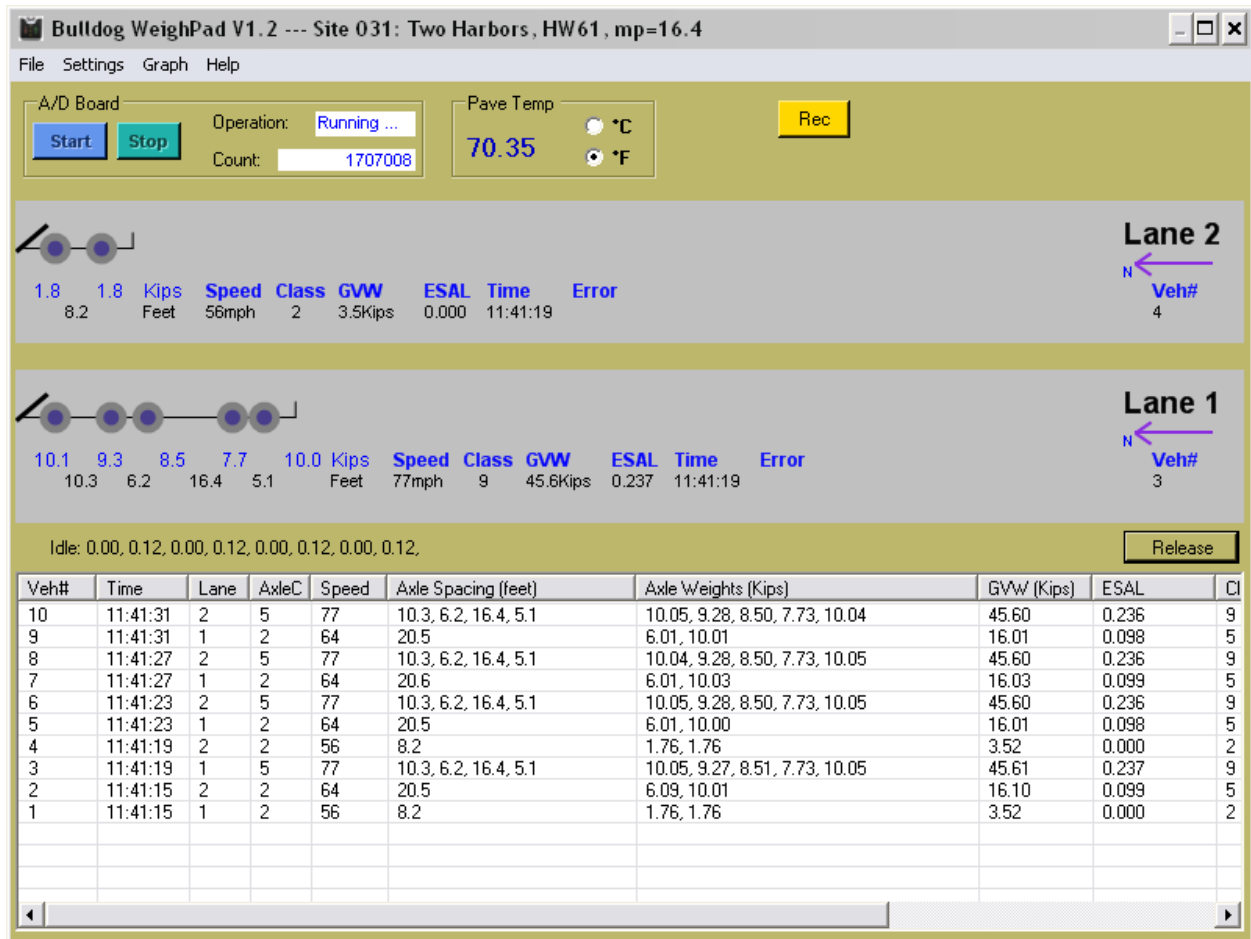 Bulldog WeighPad V1.2 --- Site 031: Two Harbors, HW61, mp=16.4
File Settings Graph Help
A/D Board
Start Stop Operation: Running ...
Count: 1707008
Pave Temp
70.35 °C
°F
Rec
Lane 2
N
1.8 1.8 Kips Speed Class GVW ESAL Time Error Veh#
8.2 Feet 56mph 2 3.5Kips 0.000 11:41:19 4
Lane 1
N
10.1 9.3 8.5 7.7 10.0 Kips Speed Class GVW ESAL Time Error Veh#
10.3 6.2 16.4 5.1 Feet 77mph 9 45.6Kips 0.237 11:41:19 3
Idle: 0.00, 0.12, 0.00, 0.12, 0.00, 0.12, 0.00, 0.12, Release
Veh# Time Lane AxleC Speed Axle Spacing (feet) Axle Weights (Kips) GVW (Kips) ESAL Cl
10 11:41:31 2 5 77 10.3, 6.2, 16.4, 5.1 10.05, 9.28, 8.50, 7.73, 10.04 45.60 0.236 9
9 11:41:31 1 2 64 20.5 6.01, 10.01 16.01 0.098 5
8 11:41:27 2 5 77 10.3, 6.2, 16.4, 5.1 10.04, 9.28, 8.50, 7.73, 10.05 45.60 0.236 9
7 11:41:27 1 2 64 20.6 6.01, 10.03 16.03 0.099 5
6 11:41:23 2 5 77 10.3, 6.2, 16.4, 5.1 10.05, 9.28, 8.50, 7.73, 10.05 45.60 0.236 9
5 11:41:23 1 2 64 20.5 6.01, 10.00 16.01 0.098 5
4 11:41:19 2 2 56 8.2 1.76, 1.76 3.52 0.000 2
3 11:41:19 1 5 77 10.3, 6.2, 16.4, 5.1 10.05, 9.27, 8.51, 7.73, 10.05 45.61 0.237 9
2 11:41:15 2 2 64 20.5 6.09, 10.01 16.10 0.099 5
1 11:41:15 1 2 56 8.2 1.76, 1.76 3.52 0.000 2